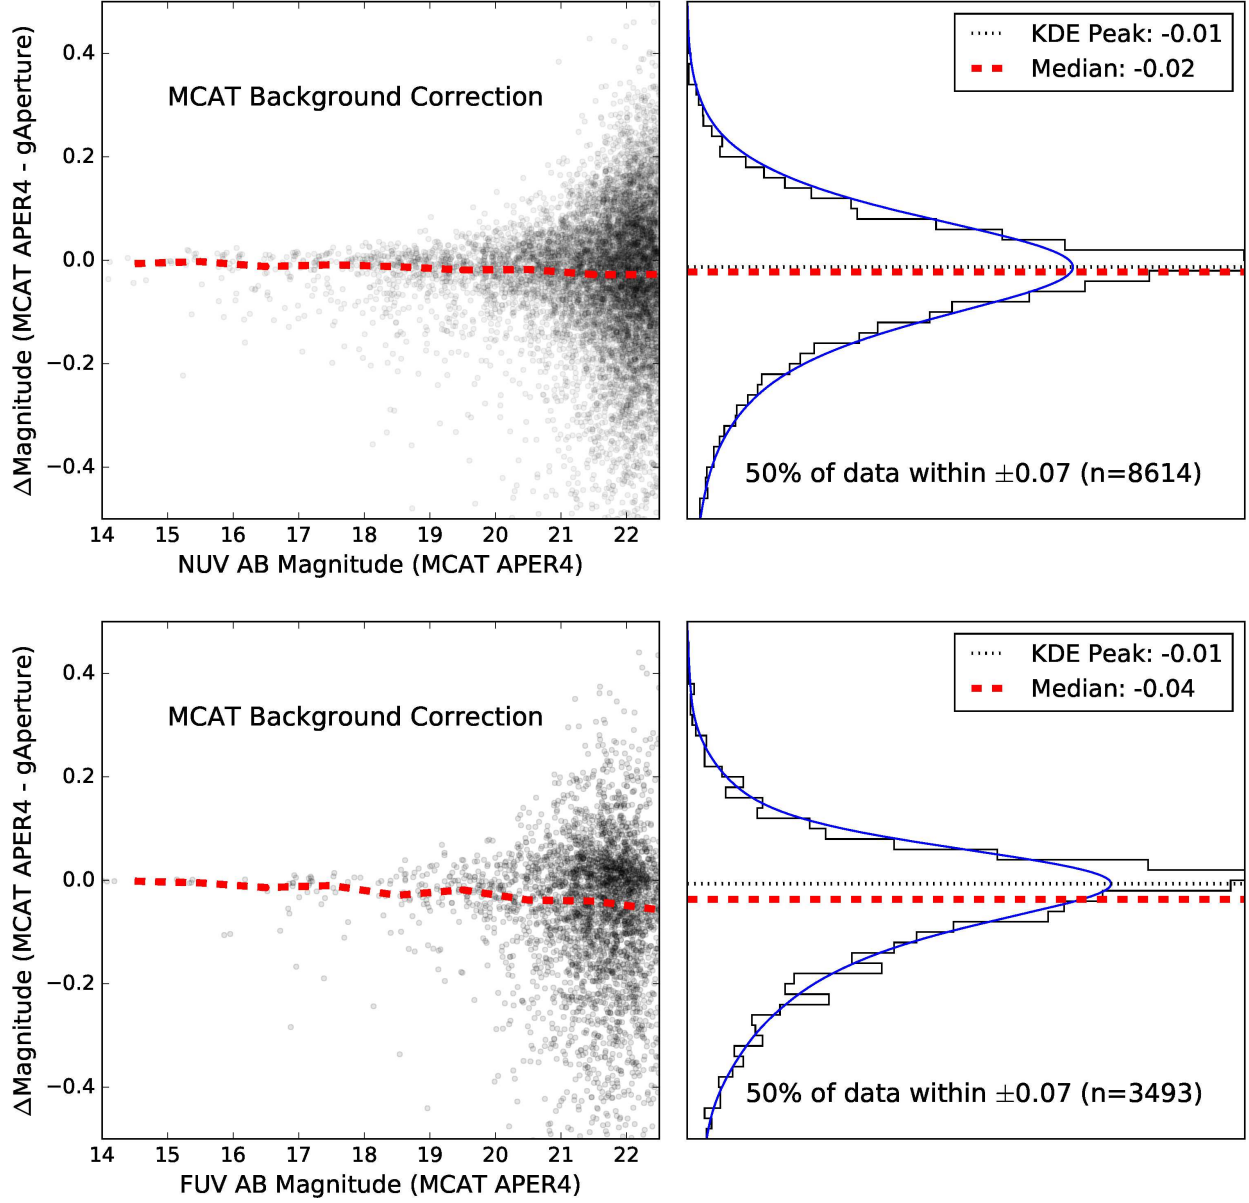 0.4
0.2
0.0
−0.2
−0.4
ΔMagnitude (MCAT APER4 - gAperture)
MCAT Background Correction
14 15 16 17 18 19 20 21 22
NUV AB Magnitude (MCAT APER4)
KDE Peak: -0.01
Median: -0.02
50% of data within ±0.07 (n=8614)
0.4
0.2
0.0
−0.2
−0.4
ΔMagnitude (MCAT APER4 - gAperture)
MCAT Background Correction
14 15 16 17 18 19 20 21 22
FUV AB Magnitude (MCAT APER4)
KDE Peak: -0.01
Median: -0.04
50% of data within ±0.07 (n=3493)